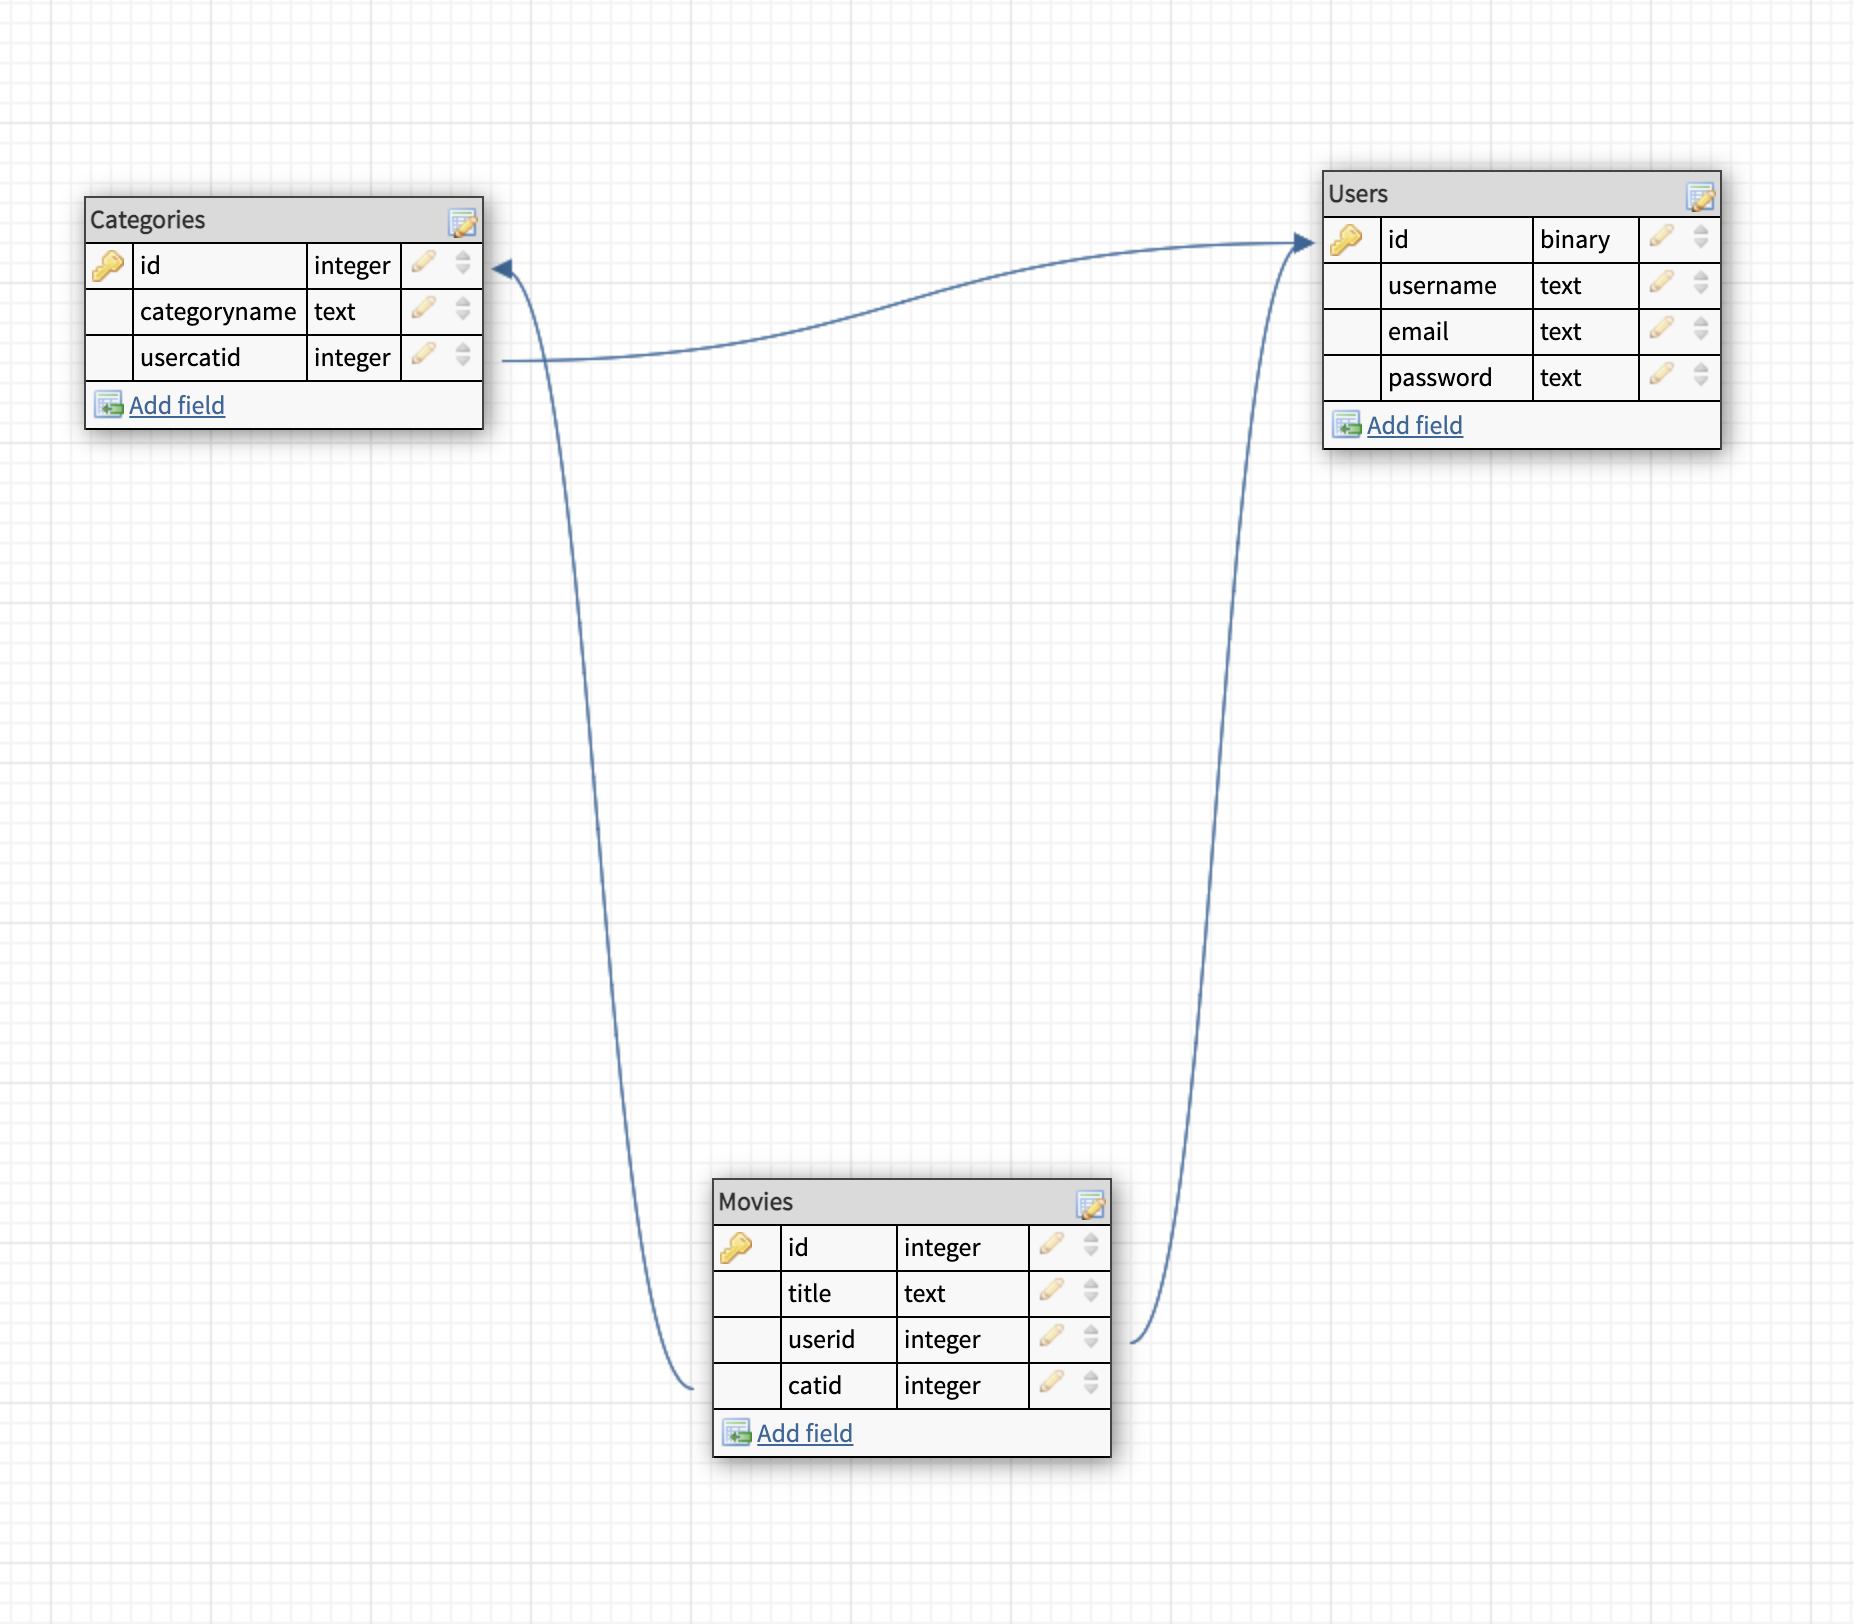 Categories
id integer
categoryname text
usercatid integer
Add field
Users
id binary
username text
email text
password text
Add field
Movies
id integer
title text
userid integer
catid integer
Add field